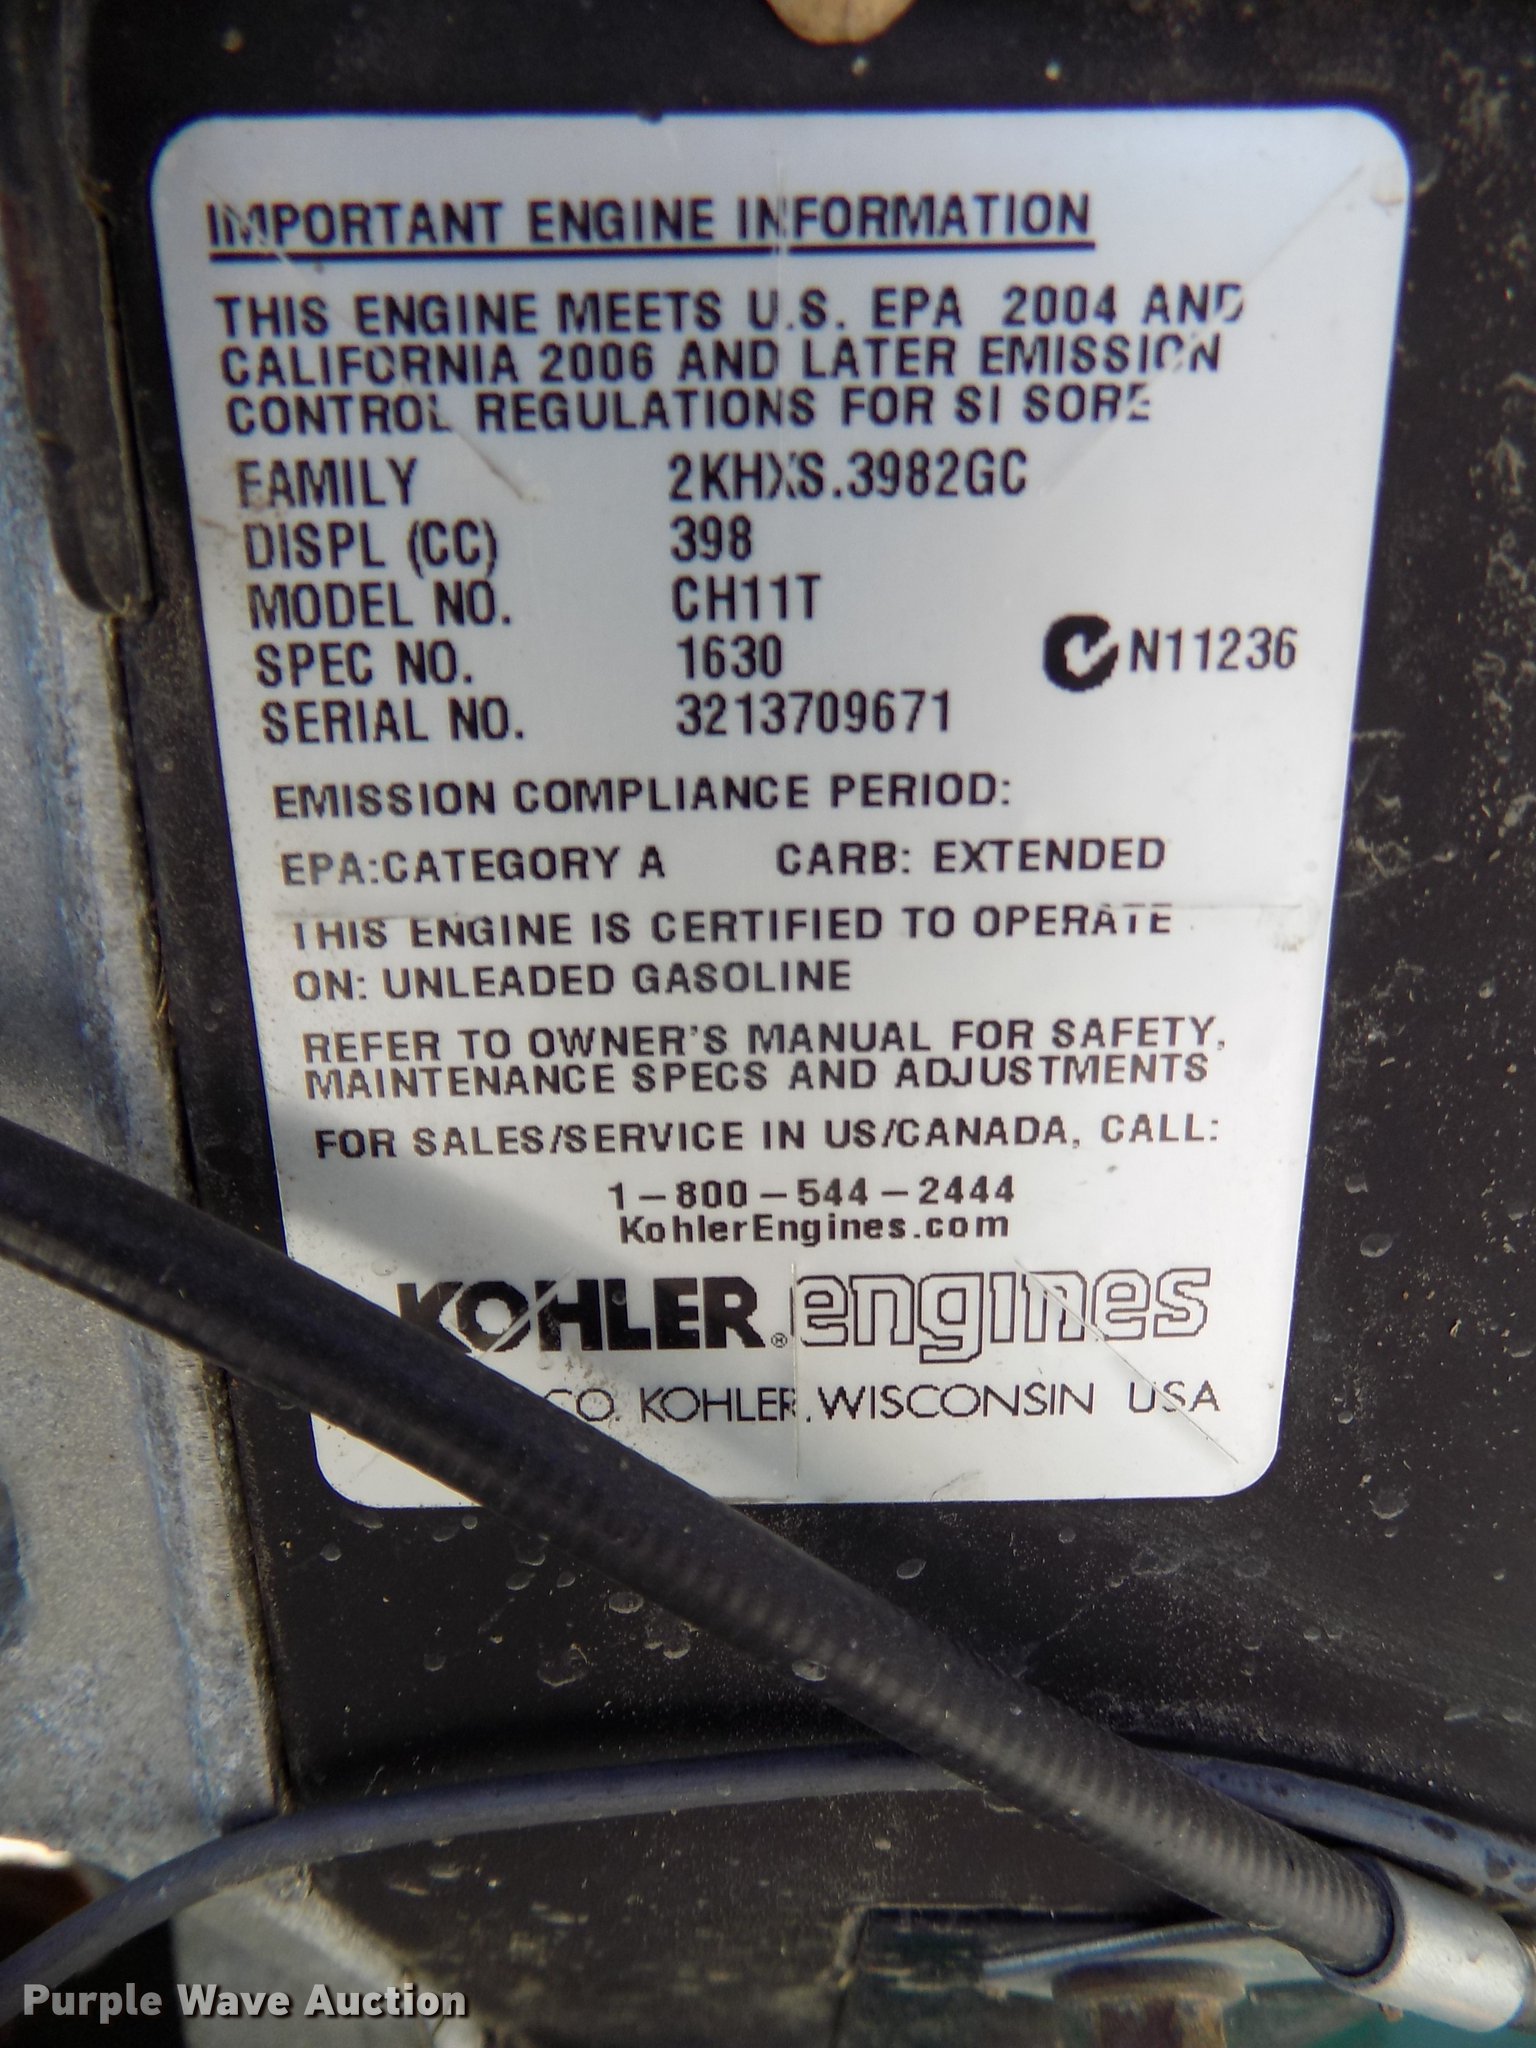 IMPORTANT ENGINE INFORMATION
THIS ENGINE MEETS U.S. EPA 2004 AND
CALIFORNIA 2006 AND LATER EMISSION
CONTROL REGULATIONS FOR SI SORE
FAMILY 2KHXS.3982GC
DISPL (CC) 398
MODEL NO. CH11T
SPEC NO. 1630 N11236
SERIAL NO. 3213709671
EMISSION COMPLIANCE PERIOD:
EPA:CATEGORY A CARB: EXTENDED
THIS ENGINE IS CERTIFIED TO OPERATE
ON: UNLEADED GASOLINE
REFER TO OWNER'S MANUAL FOR SAFETY,
MAINTENANCE SPECS AND ADJUSTMENTS
FOR SALES/SERVICE IN US/CANADA, CALL:
1-800-544-2444
KohlerEngines.com
KOHLER® engines
CO. KOHLER, WISCONSIN USA
Purple Wave Auction